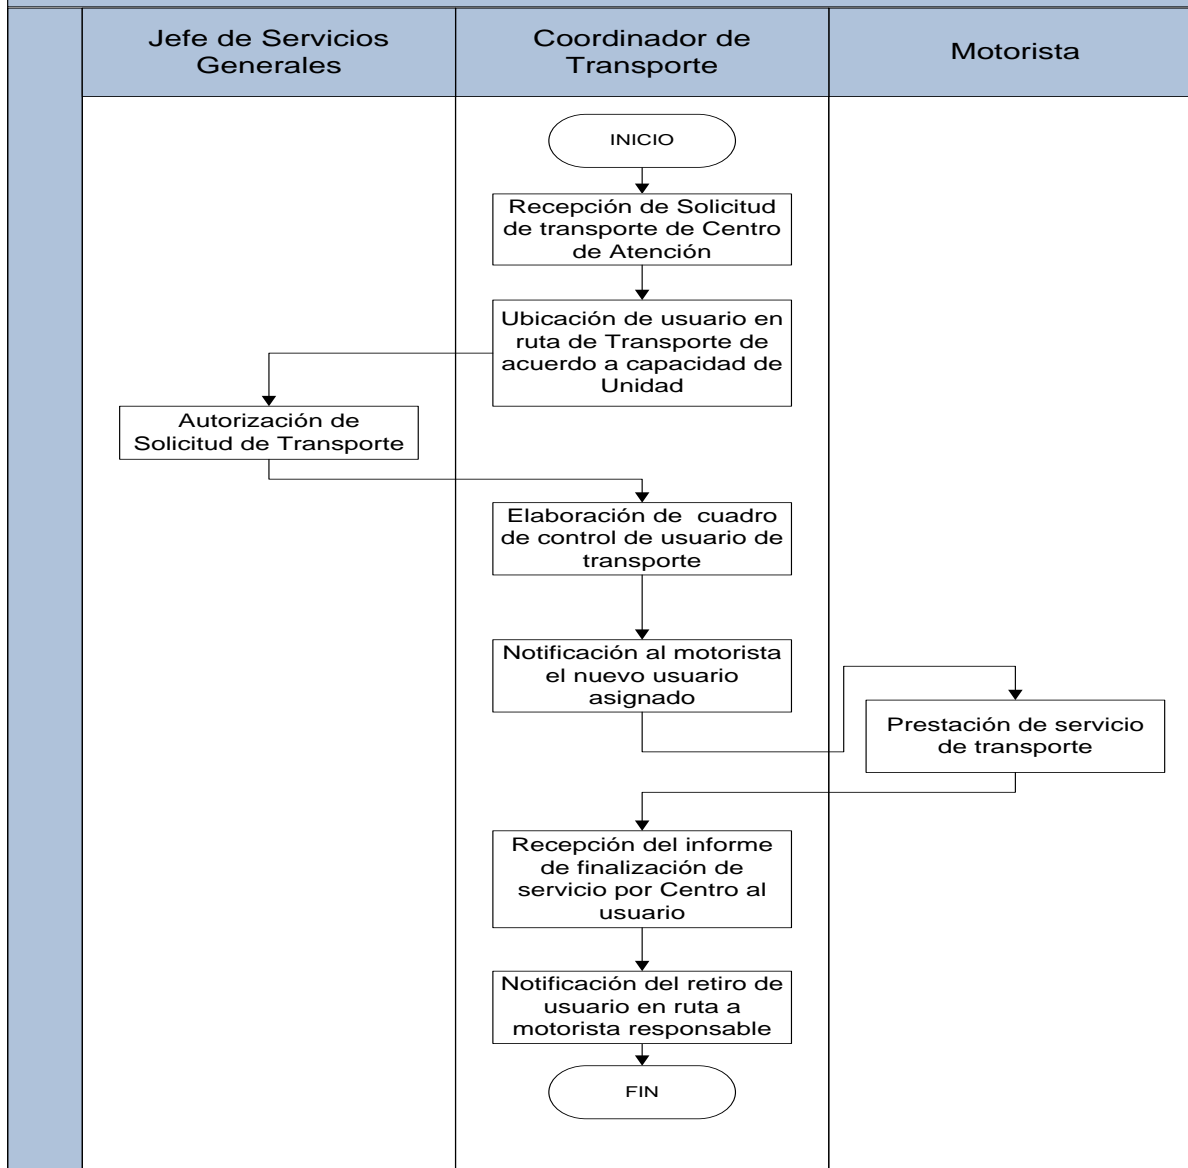 Jefe de Servicios
Generales
Coordinador de
Transporte
Motorista
INICIO
Recepción de Solicitud
de transporte de Centro
de Atención
Ubicación de usuario en
ruta de Transporte de
acuerdo a capacidad de
Unidad
Autorización de
Solicitud de Transporte
Elaboración de cuadro
de control de usuario de
transporte
Notificación al motorista
el nuevo usuario
asignado
Prestación de servicio
de transporte
Recepción del informe
de finalización de
servicio por Centro al
usuario
Notificación del retiro de
usuario en ruta a
motorista responsable
FIN